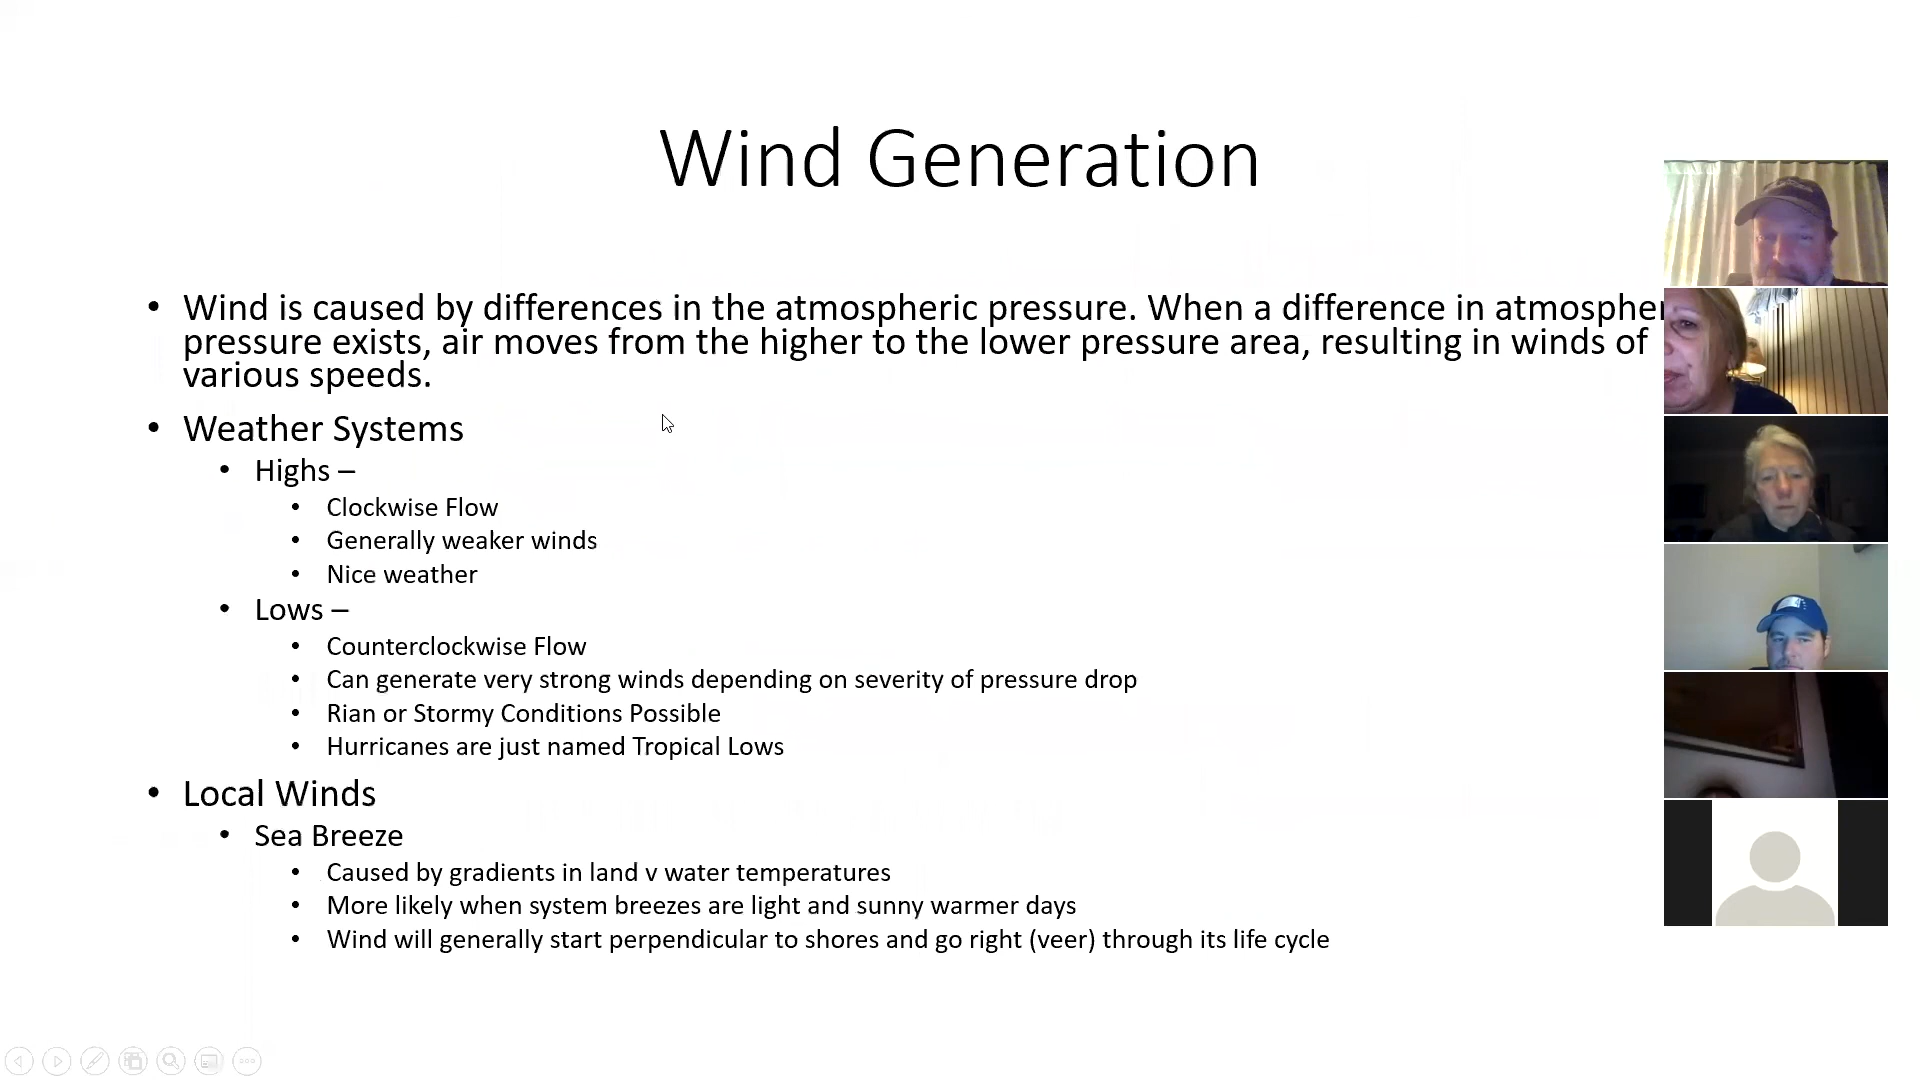 Wind Generation
• Wind is caused by differences in the atmospheric pressure. When a difference in atmospher
pressure exists, air moves from the higher to the lower pressure area, resulting in winds of
various speeds.
• Weather Systems
• Highs –
• Clockwise Flow
• Generally weaker winds
• Nice weather
• Lows –
• Counterclockwise Flow
• Can generate very strong winds depending on severity of pressure drop
• Rian or Stormy Conditions Possible
• Hurricanes are just named Tropical Lows
• Local Winds
• Sea Breeze
• Caused by gradients in land v water temperatures
• More likely when system breezes are light and sunny warmer days
• Wind will generally start perpendicular to shores and go right (veer) through its life cycle